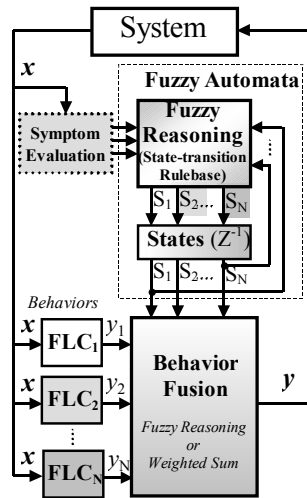 System
x
Fuzzy Automata
Symptom
Evaluation
Fuzzy
Reasoning
(State-transition
Rulebase)
S1 S2... SN
States (Z-1)
S1 S2... SN
Behaviors
x FLC1 y1
x FLC2 y2
x FLCN yN
Behavior
Fusion
Fuzzy Reasoning
or
Weighted Sum
y